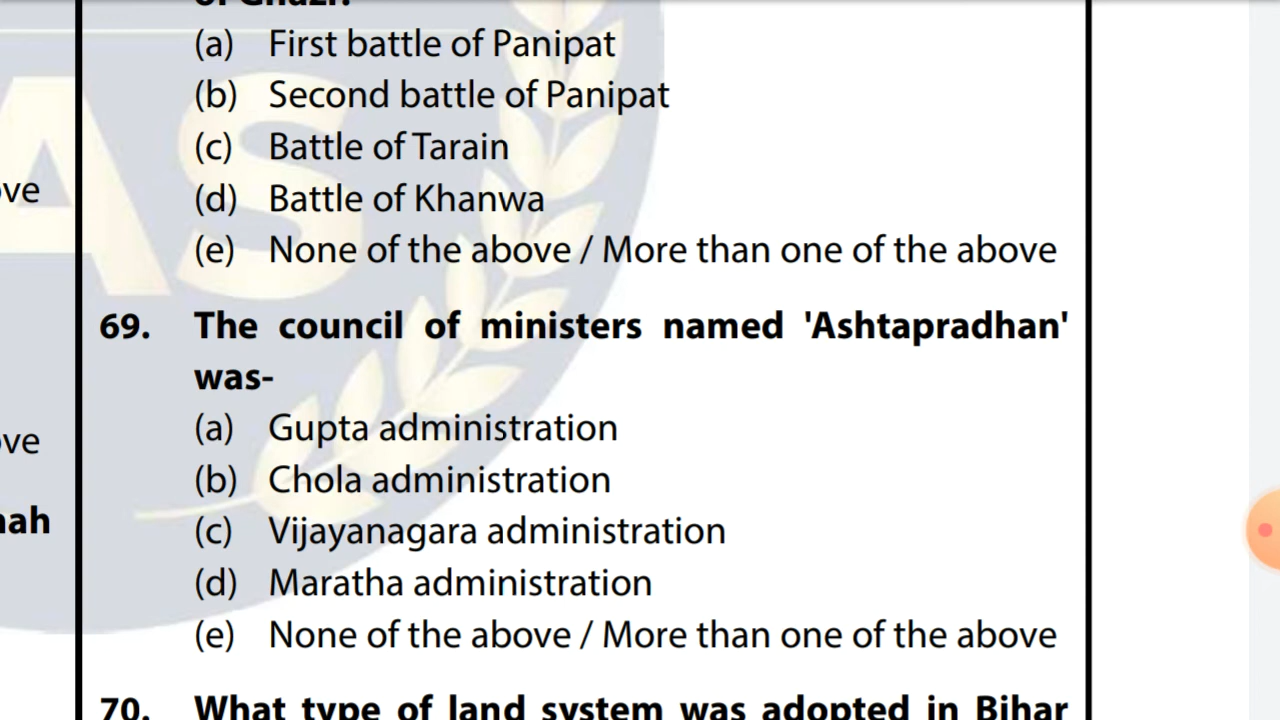 (a) First battle of Panipat
(b) Second battle of Panipat
(c) Battle of Tarain
(d) Battle of Khanwa
(e) None of the above / More than one of the above
69. The council of ministers named 'Ashtapradhan'
was-
(a) Gupta administration
(b) Chola administration
(c) Vijayanagara administration
(d) Maratha administration
(e) None of the above / More than one of the above
70. What type of land system was adopted in Bihar